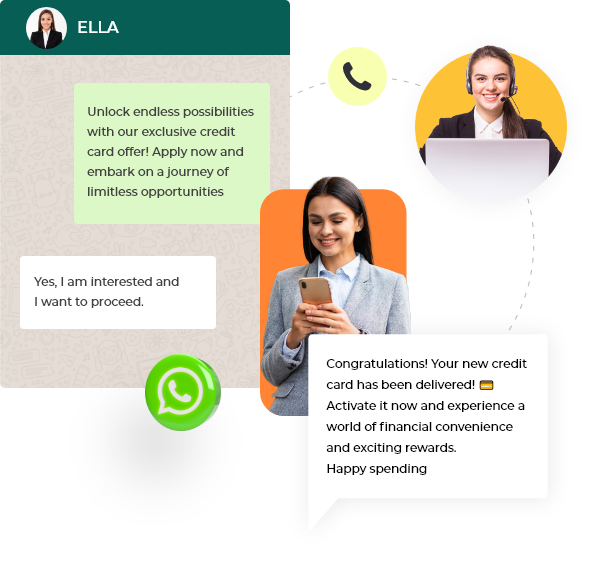 ELLA
Unlock endless possibilities
with our exclusive credit
card offer! Apply now and
embark on a journey of
limitless opportunities
Yes, I am interested and
I want to proceed.
Congratulations! Your new credit
card has been delivered! 💳
Activate it now and experience a
world of financial convenience
and exciting rewards.
Happy spending